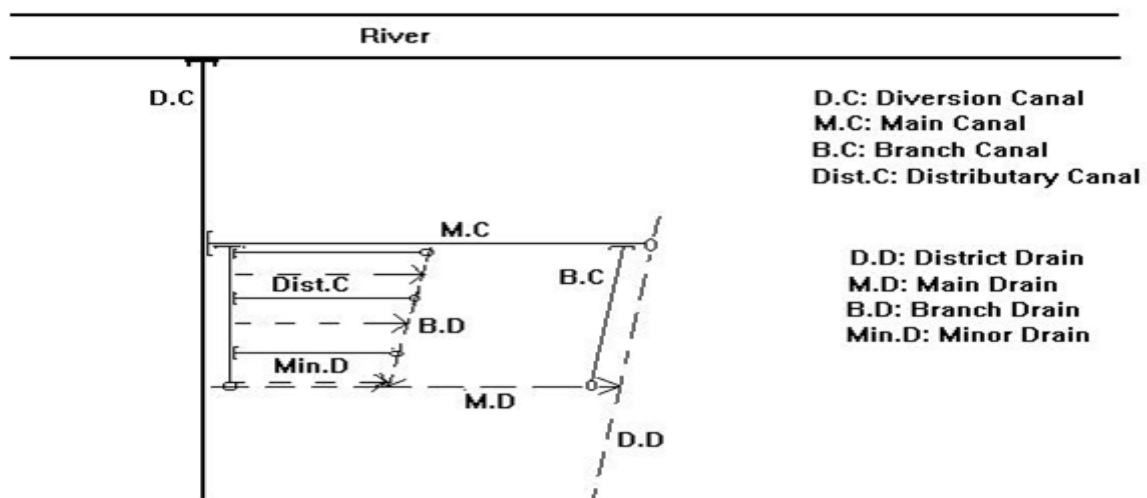 River
D.C
D.C: Diversion Canal
M.C: Main Canal
B.C: Branch Canal
Dist.C: Distributary Canal
M.C
Dist.C
B.C
B.D
Min.D
M.D
D.D
D.D: District Drain
M.D: Main Drain
B.D: Branch Drain
Min.D: Minor Drain